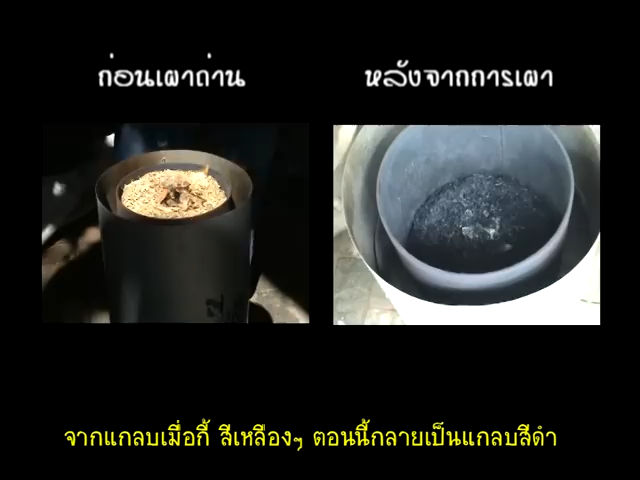 ก่อนเผาถ่าน
หลังจากการเผา
จากแกลบเมื่อกี้ สีเหลืองๆ ตอนนี้กลายเป็นแกลบสีดำ